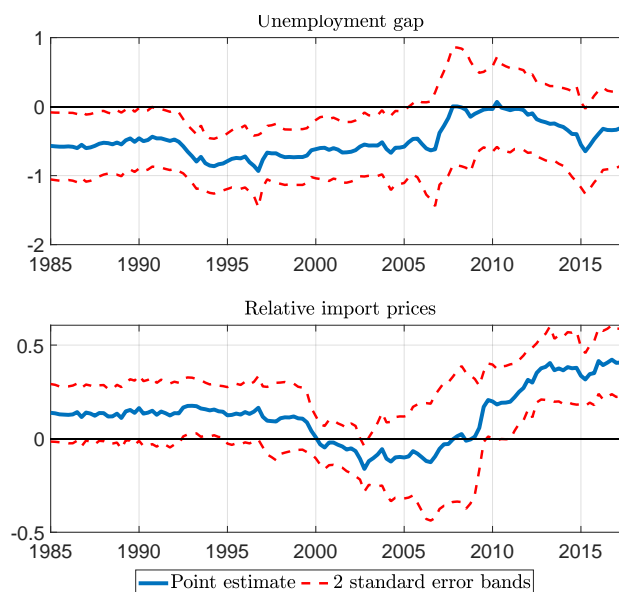 Unemployment gap
1
0
-1
-2
1985 1990 1995 2000 2005 2010 2015
Relative import prices
0.5
0
-0.5
1985 1990 1995 2000 2005 2010 2015
Point estimate 2 standard error bands